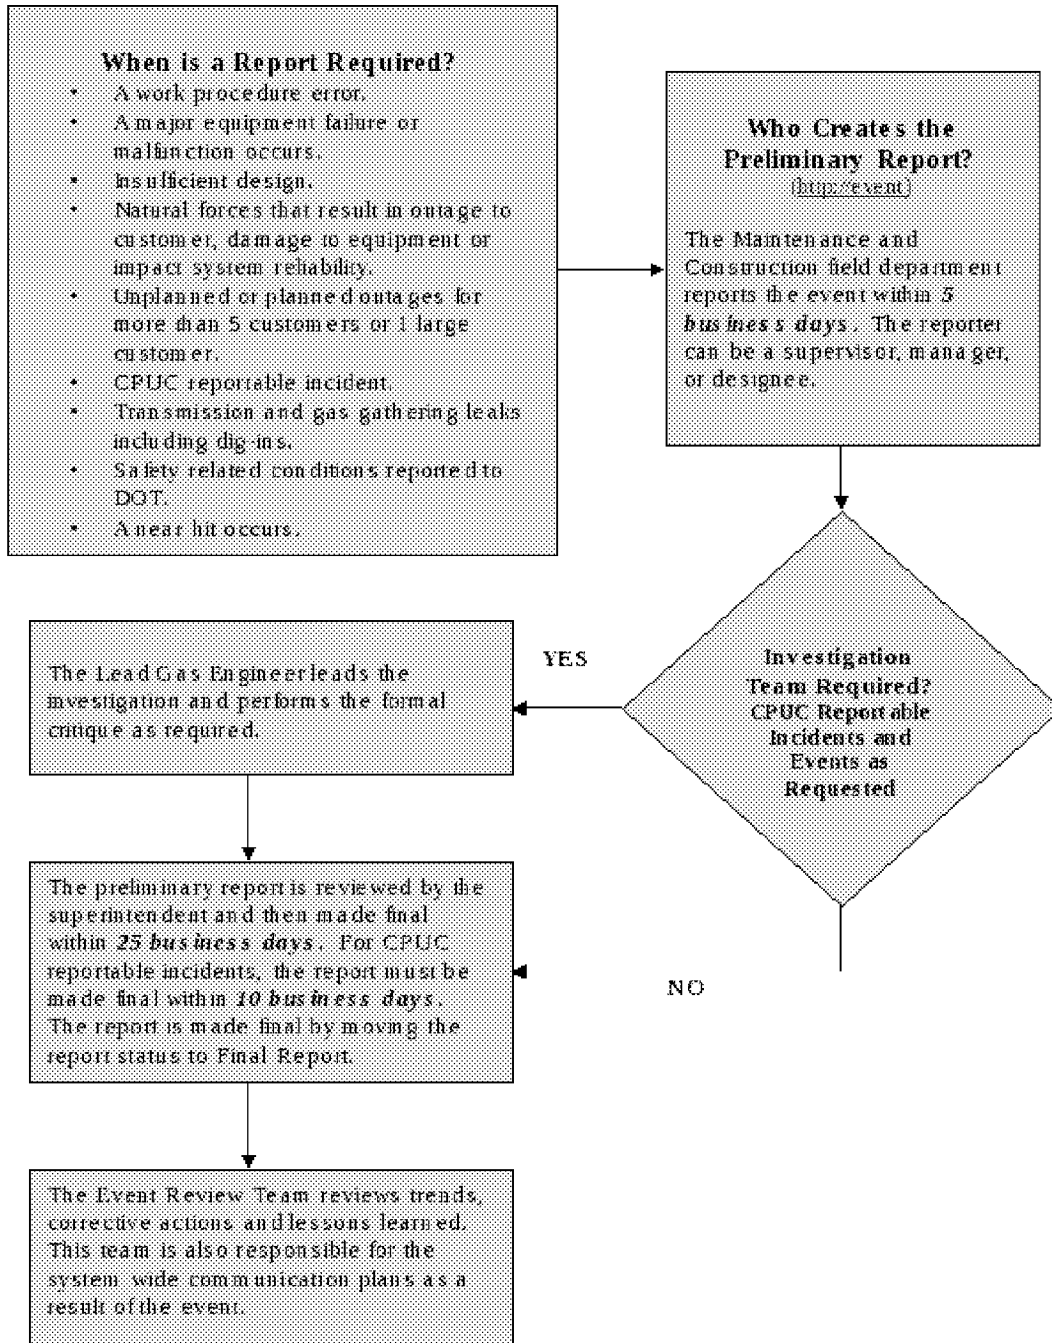 When is a Report Required?
• A work procedure error.
• A major equipment failure or
malfunction occurs.
• Insufficient design.
• Natural forces that result in outage to
customer, damage to equipment or
impact system reliability.
• Unplanned or planned outages for
more than 5 customers or 1 large
customer.
• CPUC reportable incident.
• Transmission and gas gathering leaks
including dig-ins.
• Safety related conditions reported to
DOT.
• A near hit occurs.
Who Creates the
Preliminary Report?
(http://event)
The Maintenance and
Construction field department
reports the event within 5
business days. The reporter
can be a supervisor, manager,
or designee.
Investigation
Team Required?
CPUC Reportable
Incidents and
Events as
Requested
YES
The Lead Gas Engineer leads the
investigation and performs the formal
critique as required.
NO
The preliminary report is reviewed by the
superintendent and then made final
within 25 business days. For CPUC
reportable incidents, the report must be
made final within 10 business days.
The report is made final by moving the
report status to Final Report.
The Event Review Team reviews trends,
corrective actions and lessons learned.
This team is also responsible for the
system wide communication plans as a
result of the event.